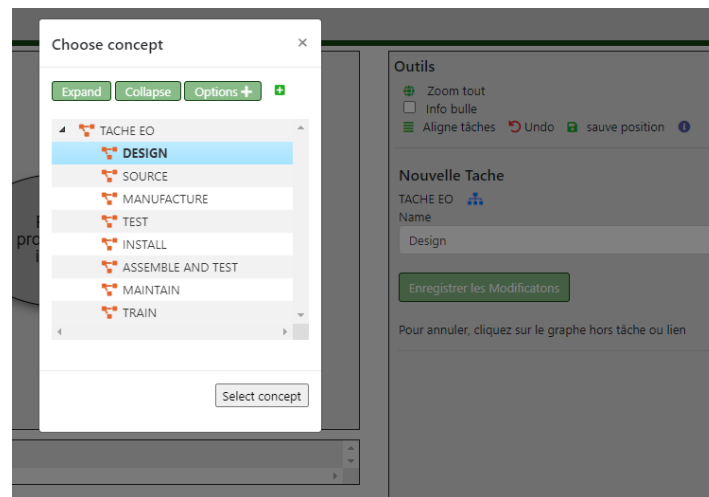 Choose concept ×
Expand Collapse Options
TACHE EO
DESIGN
SOURCE
MANUFACTURE
TEST
INSTALL
ASSEMBLE AND TEST
MAINTAIN
TRAIN
Select concept
Outils
Zoom tout
Info bulle
Aligne tâches Undo sauve position
Nouvelle Tache
TACHE EO
Name
Design
Enregistrer les Modificatons
Pour annuler, cliquez sur le graphe hors tâche ou lien